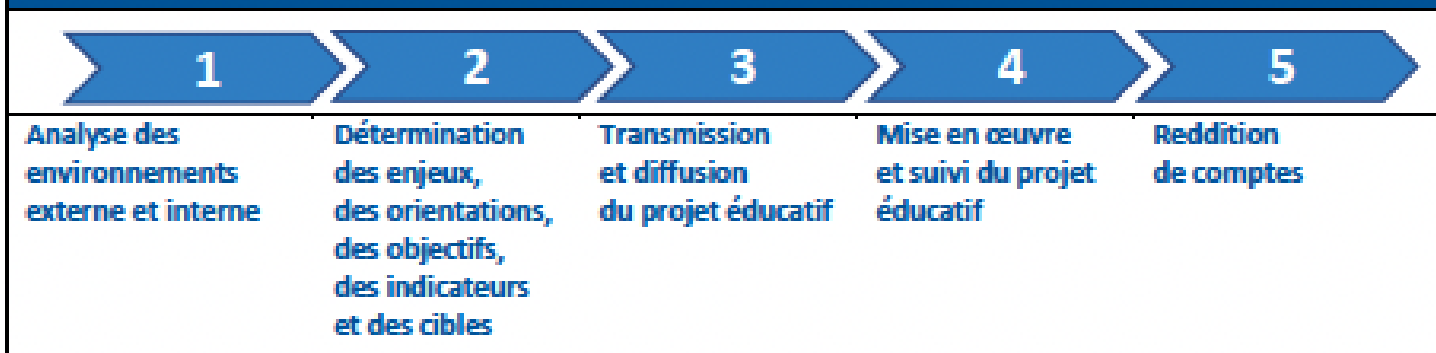 1
2
3
4
5
Analyse des
environnements
externe et interne
Détermination
des enjeux,
des orientations,
des objectifs,
des indicateurs
et des cibles
Transmission
et diffusion
du projet éducatif
Mise en œuvre
et suivi du projet
éducatif
Reddition
de comptes